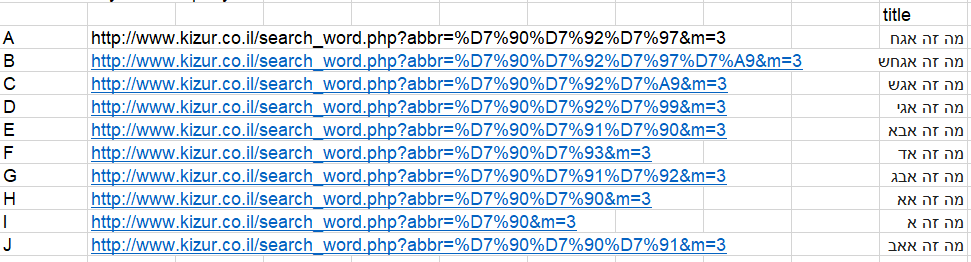 title
A http://www.kizur.co.il/search_word.php?abbr=%D7%90%D7%92%D7%97&m=3 מה זה אגח
B http://www.kizur.co.il/search_word.php?abbr=%D7%90%D7%92%D7%97%D7%A9&m=3 מה זה אגחש
C http://www.kizur.co.il/search_word.php?abbr=%D7%90%D7%92%D7%A9&m=3 מה זה אגש
D http://www.kizur.co.il/search_word.php?abbr=%D7%90%D7%92%D7%99&m=3 מה זה אגי
E http://www.kizur.co.il/search_word.php?abbr=%D7%90%D7%91%D7%90&m=3 מה זה אבא
F http://www.kizur.co.il/search_word.php?abbr=%D7%90%D7%93&m=3 מה זה אד
G http://www.kizur.co.il/search_word.php?abbr=%D7%90%D7%91%D7%92&m=3 מה זה אבג
H http://www.kizur.co.il/search_word.php?abbr=%D7%90%D7%90&m=3 מה זה אא
I http://www.kizur.co.il/search_word.php?abbr=%D7%90&m=3 מה זה א
J http://www.kizur.co.il/search_word.php?abbr=%D7%90%D7%90%D7%91&m=3 מה זה אאב